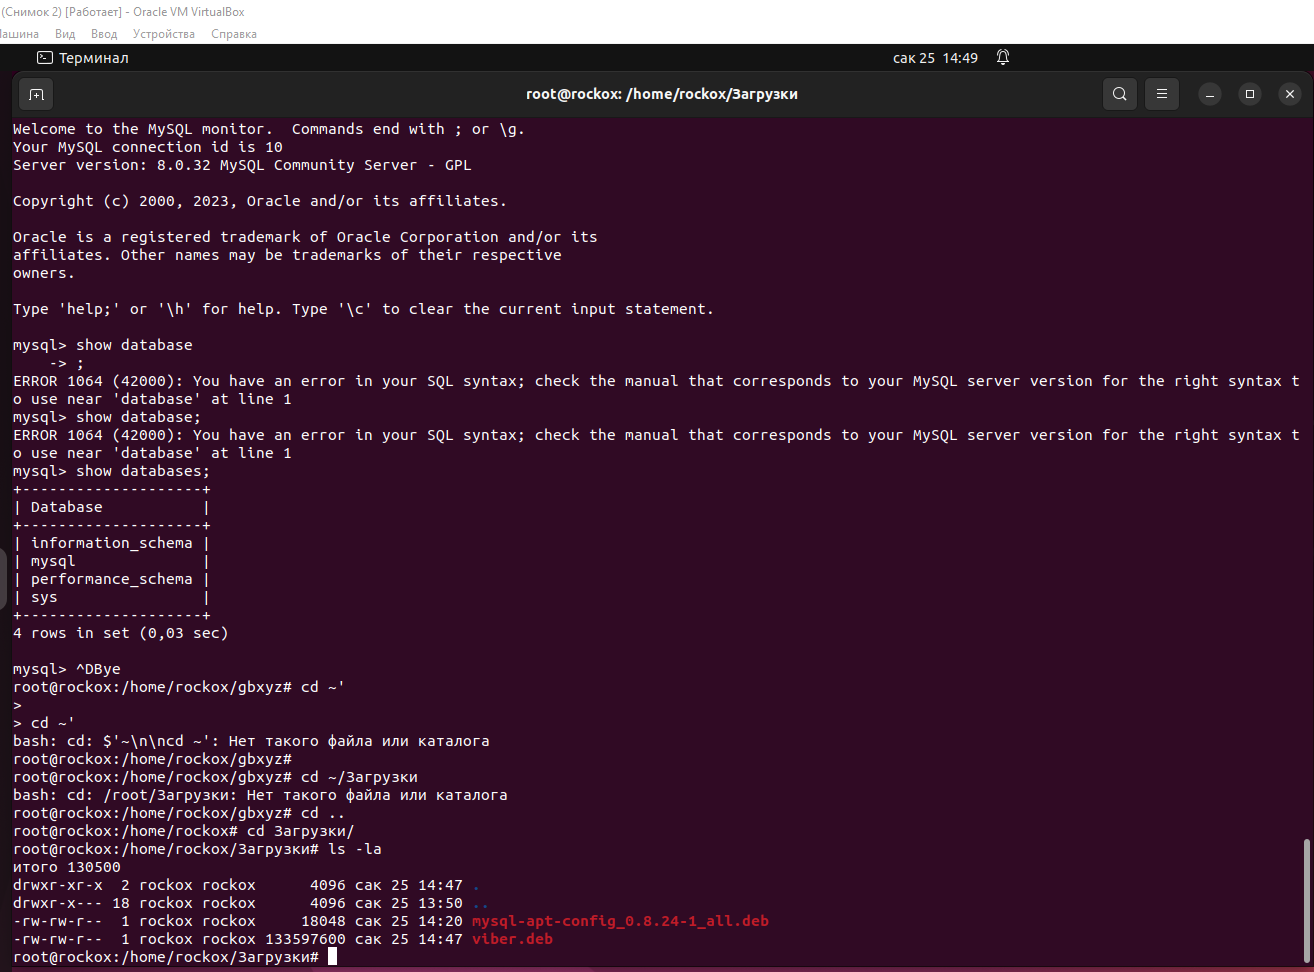 (Снимок 2) [Работает] - Oracle VM VirtualBox
Машина Вид Ввод Устройства Справка
Терминал сак 25 14:49
root@rockox: /home/rockox/Загрузки
Welcome to the MySQL monitor.  Commands end with ; or \g.
Your MySQL connection id is 10
Server version: 8.0.32 MySQL Community Server - GPL
Copyright (c) 2000, 2023, Oracle and/or its affiliates.
Oracle is a registered trademark of Oracle Corporation and/or its
affiliates. Other names may be trademarks of their respective
owners.
Type 'help;' or '\h' for help. Type '\c' to clear the current input statement.
mysql> show database
    -> ;
ERROR 1064 (42000): You have an error in your SQL syntax; check the manual that corresponds to your MySQL server version for the right syntax t
o use near 'database' at line 1
mysql> show database;
ERROR 1064 (42000): You have an error in your SQL syntax; check the manual that corresponds to your MySQL server version for the right syntax t
o use near 'database' at line 1
mysql> show databases;
+--------------------+
| Database           |
+--------------------+
| information_schema |
| mysql              |
| performance_schema |
| sys                |
+--------------------+
4 rows in set (0,03 sec)
mysql> ^DBye
root@rockox:/home/rockox/gbxyz# cd ~'
>
> cd ~'
bash: cd: $'~\n\ncd ~': Нет такого файла или каталога
root@rockox:/home/rockox/gbxyz#
root@rockox:/home/rockox/gbxyz# cd ~/Загрузки
bash: cd: /root/Загрузки: Нет такого файла или каталога
root@rockox:/home/rockox/gbxyz# cd ..
root@rockox:/home/rockox# cd Загрузки/
root@rockox:/home/rockox/Загрузки# ls -la
итого 130500
drwxr-xr-x  2 rockox rockox      4096 сак 25 14:47 .
drwxr-x--- 18 rockox rockox      4096 сак 25 13:50 ..
-rw-rw-r--  1 rockox rockox     18048 сак 25 14:20 mysql-apt-config_0.8.24-1_all.deb
-rw-rw-r--  1 rockox rockox 133597600 сак 25 14:47 viber.deb
root@rockox:/home/rockox/Загрузки#